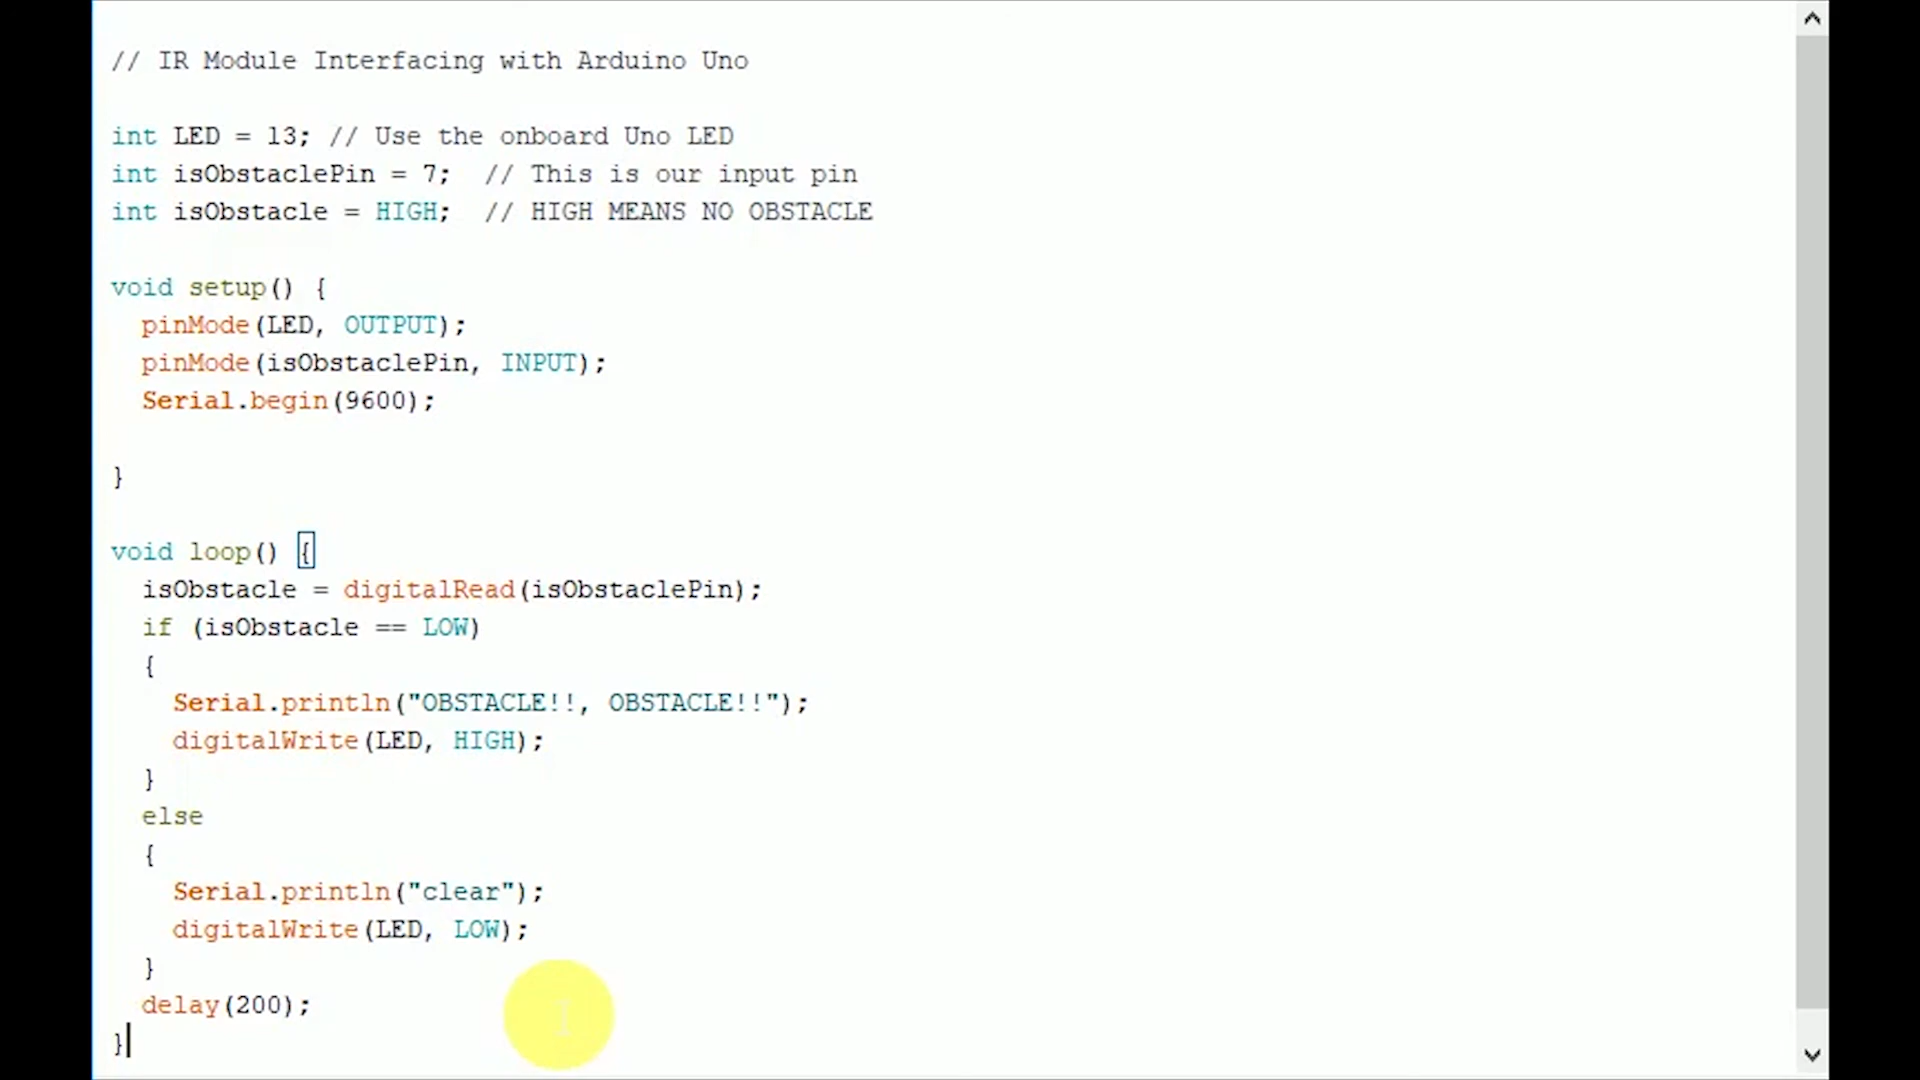 // IR Module Interfacing with Arduino Uno
int LED = 13; // Use the onboard Uno LED
int isObstaclePin = 7;  // This is our input pin
int isObstacle = HIGH;  // HIGH MEANS NO OBSTACLE
void setup() {
  pinMode(LED, OUTPUT);
  pinMode(isObstaclePin, INPUT);
  Serial.begin(9600);
}
void loop() {
  isObstacle = digitalRead(isObstaclePin);
  if (isObstacle == LOW)
  {
    Serial.println("OBSTACLE!!, OBSTACLE!!");
    digitalWrite(LED, HIGH);
  }
  else
  {
    Serial.println("clear");
    digitalWrite(LED, LOW);
  }
  delay(200);
}